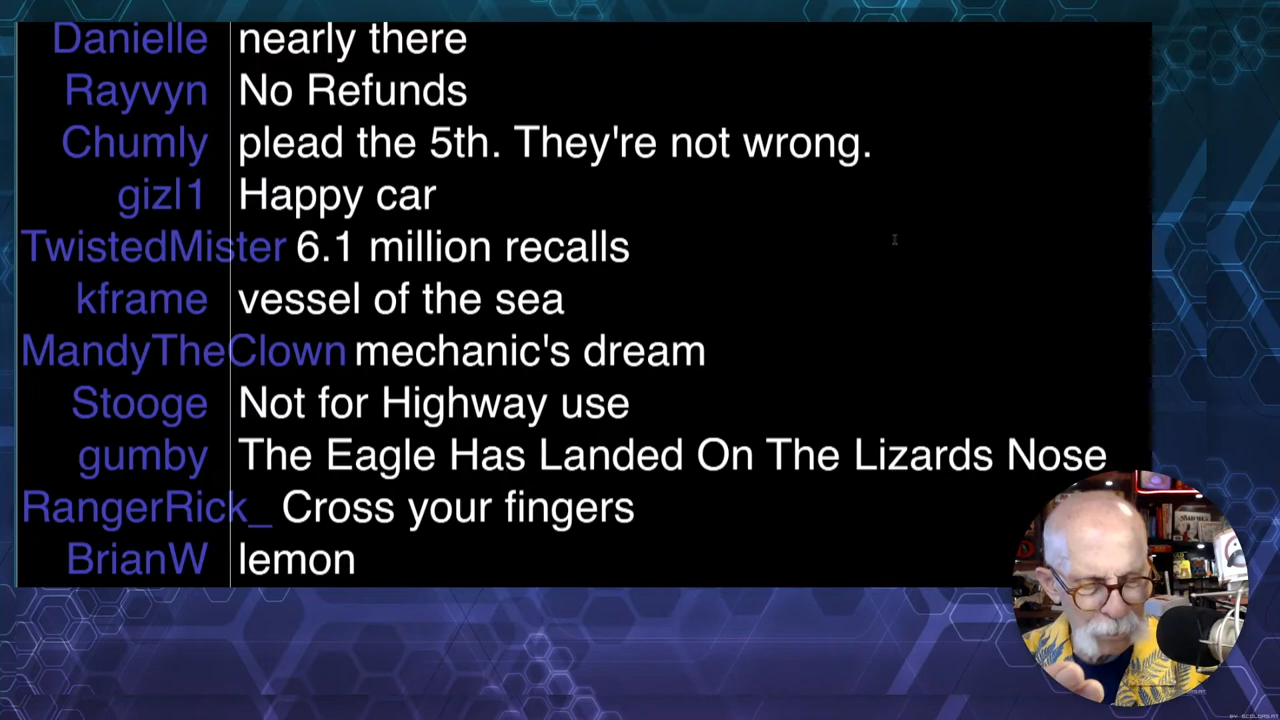 Danielle nearly there
Rayvyn No Refunds
Chumly plead the 5th. They're not wrong.
gizl1 Happy car
TwistedMister 6.1 million recalls
kframe vessel of the sea
MandyTheClown mechanic's dream
Stooge Not for Highway use
gumby The Eagle Has Landed On The Lizards Nose
RangerRick_ Cross your fingers
BrianW lemon